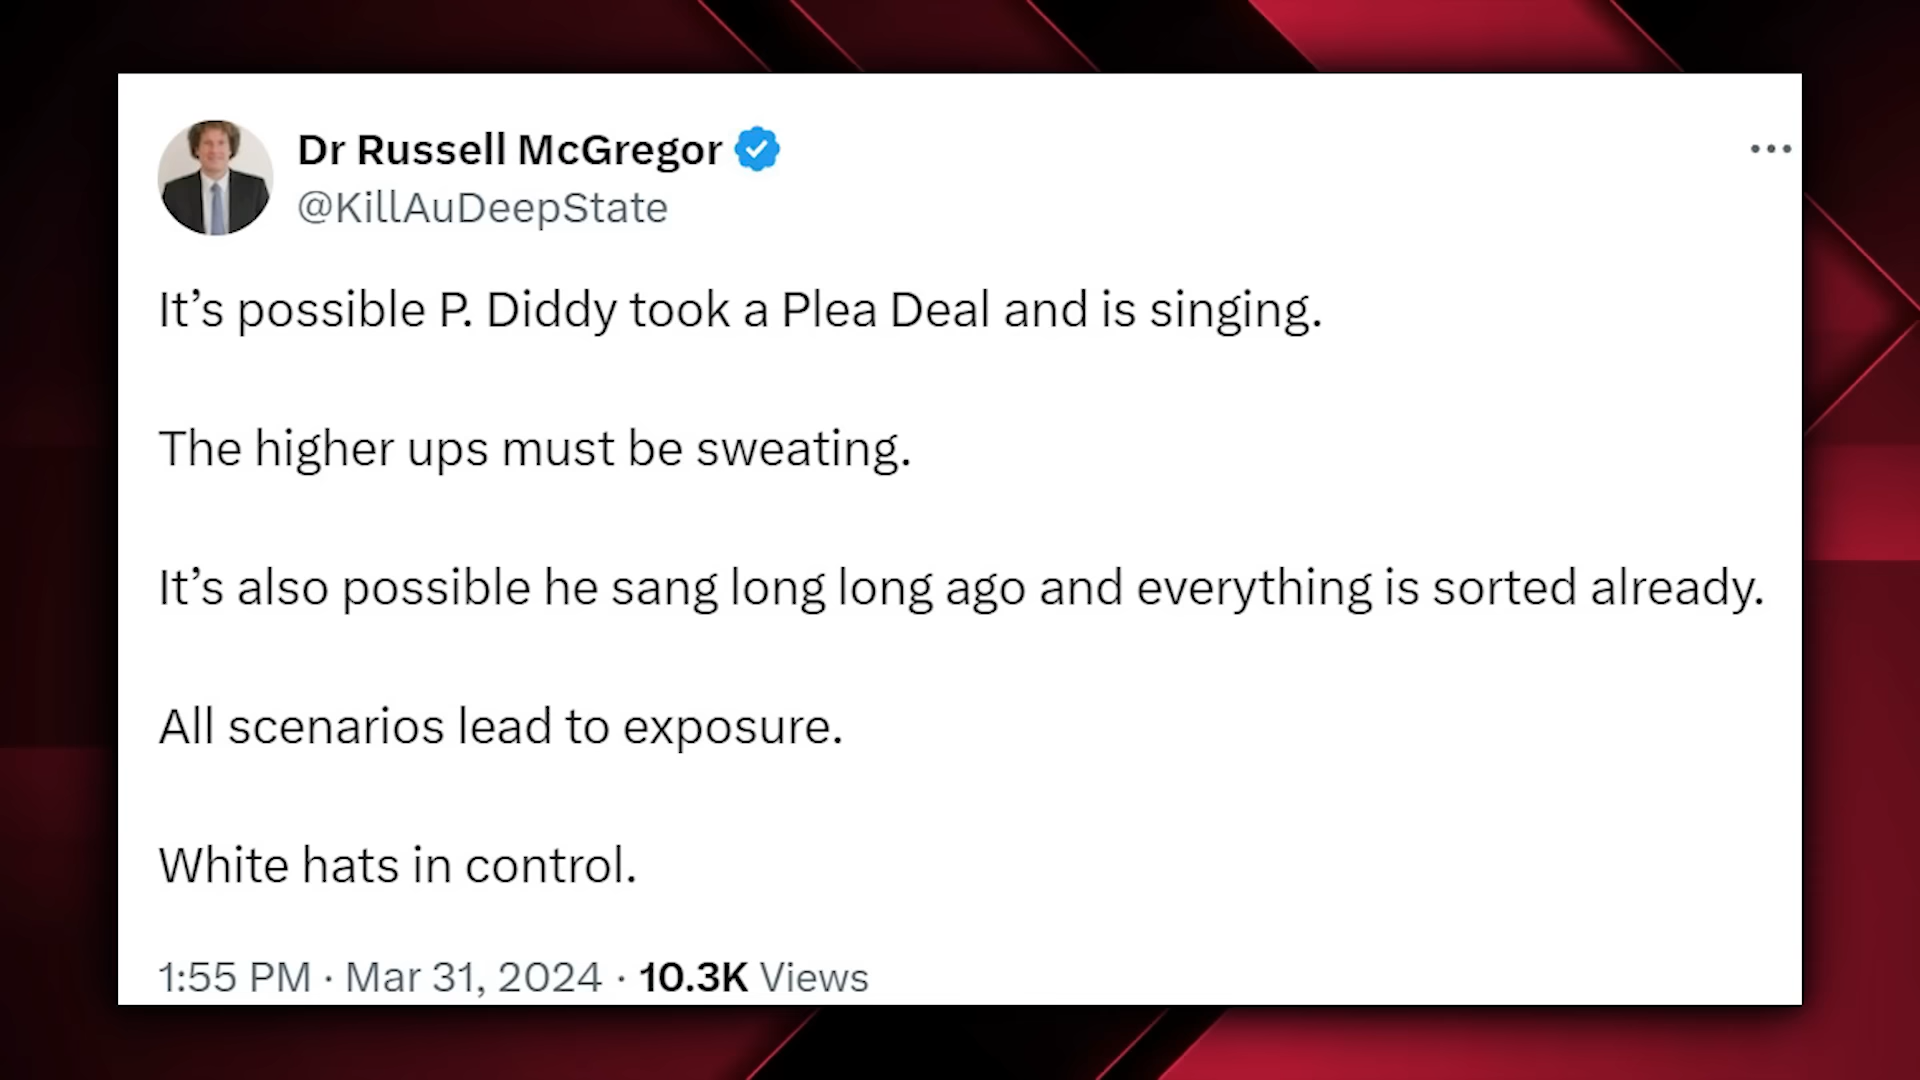 Dr Russell McGregor
@KillAuDeepState
It’s possible P. Diddy took a Plea Deal and is singing.
The higher ups must be sweating.
It’s also possible he sang long long ago and everything is sorted already.
All scenarios lead to exposure.
White hats in control.
1:55 PM · Mar 31, 2024 · 10.3K Views